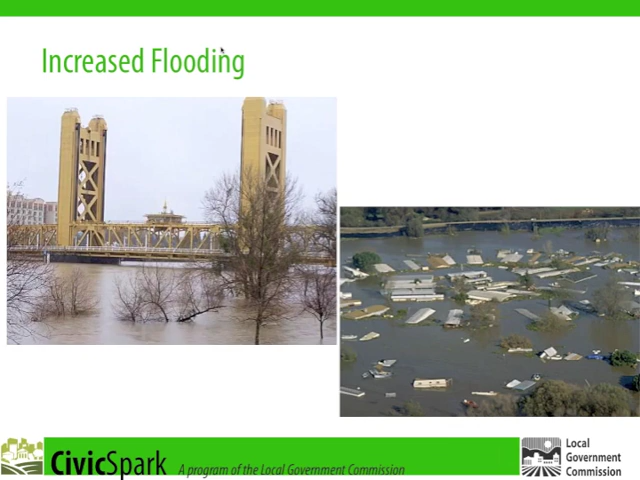 Increased Flooding
CivicSpark A program of the Local Government Commission
Local
Government
Commission